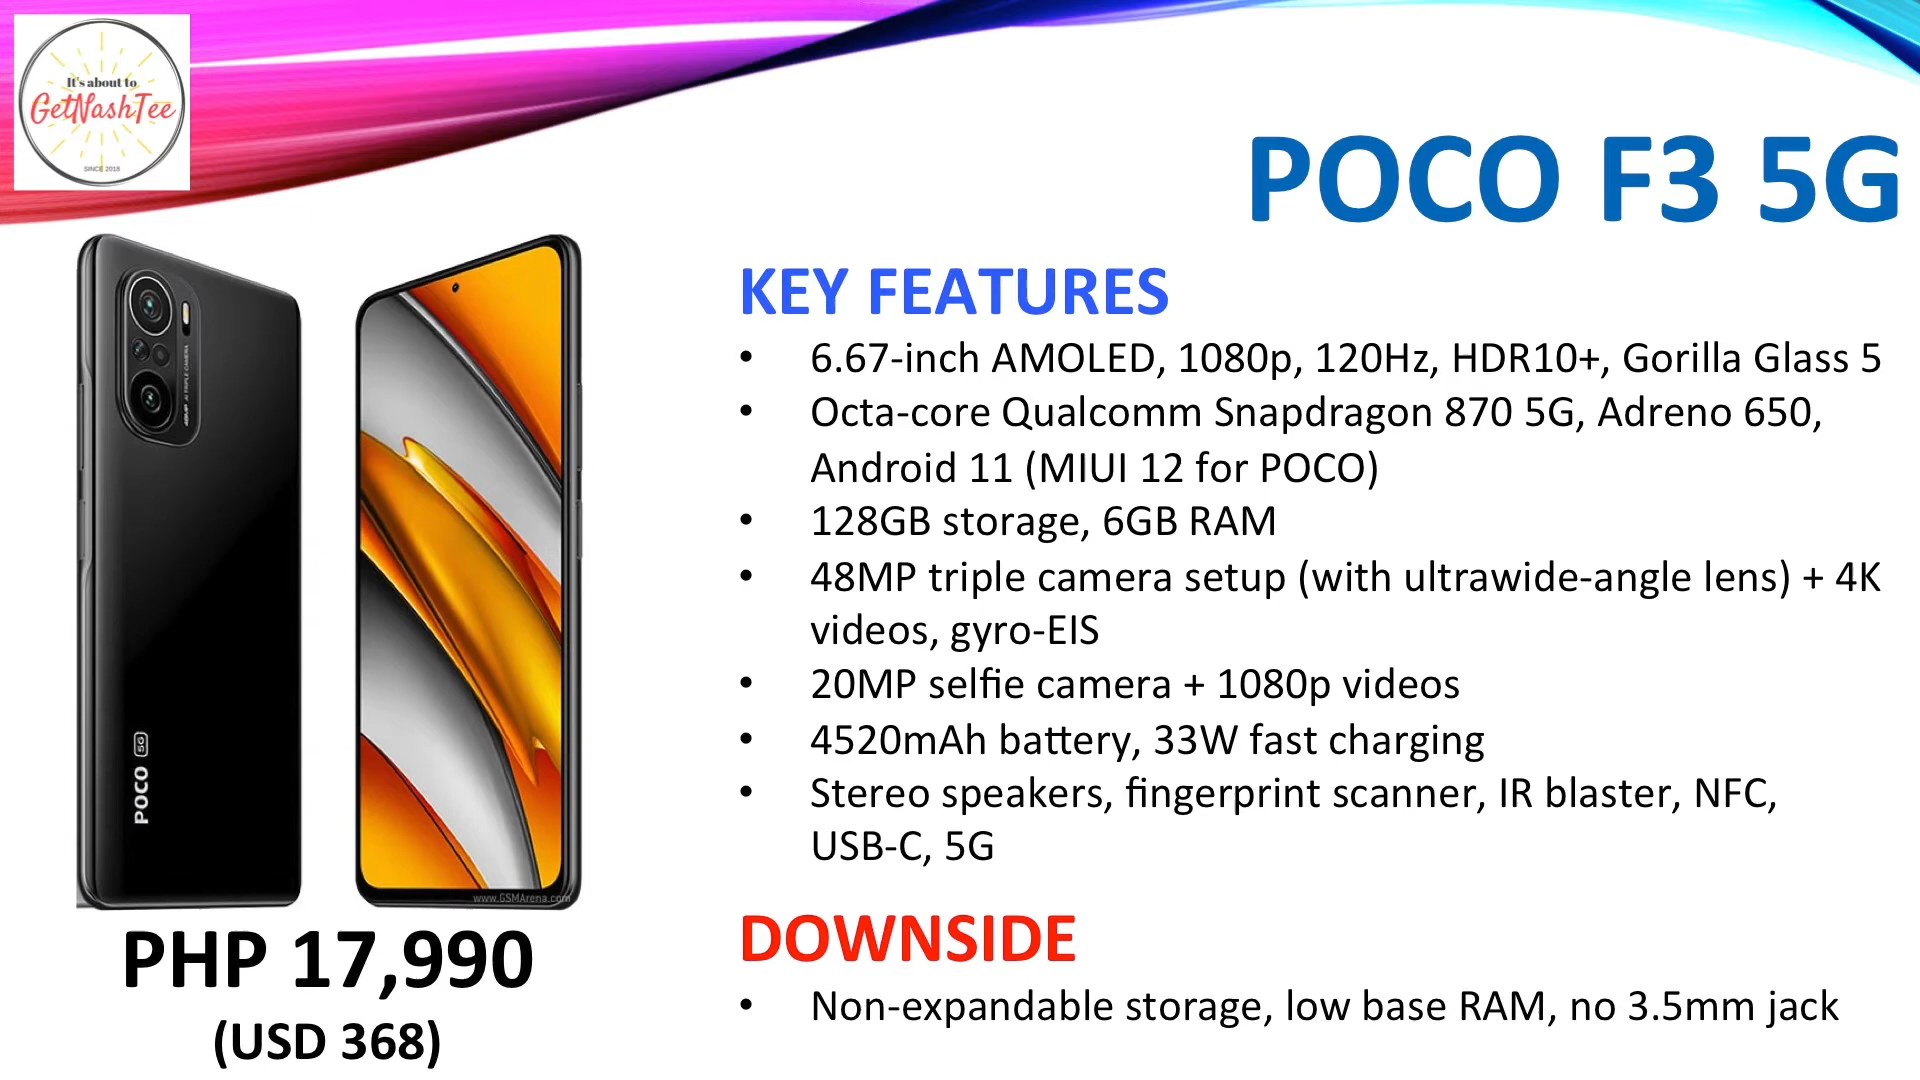 It's about to
GetNashTee
SINCE 2018
POCO F3 5G
KEY FEATURES
• 6.67-inch AMOLED, 1080p, 120Hz, HDR10+, Gorilla Glass 5
• Octa-core Qualcomm Snapdragon 870 5G, Adreno 650,
Android 11 (MIUI 12 for POCO)
• 128GB storage, 6GB RAM
• 48MP triple camera setup (with ultrawide-angle lens) + 4K
videos, gyro-EIS
• 20MP selfie camera + 1080p videos
• 4520mAh battery, 33W fast charging
• Stereo speakers, fingerprint scanner, IR blaster, NFC,
USB-C, 5G
DOWNSIDE
• Non-expandable storage, low base RAM, no 3.5mm jack
48MP AI TRIPLE CAMERA
POCO 5G
www.GSMArena.com
PHP 17,990
(USD 368)